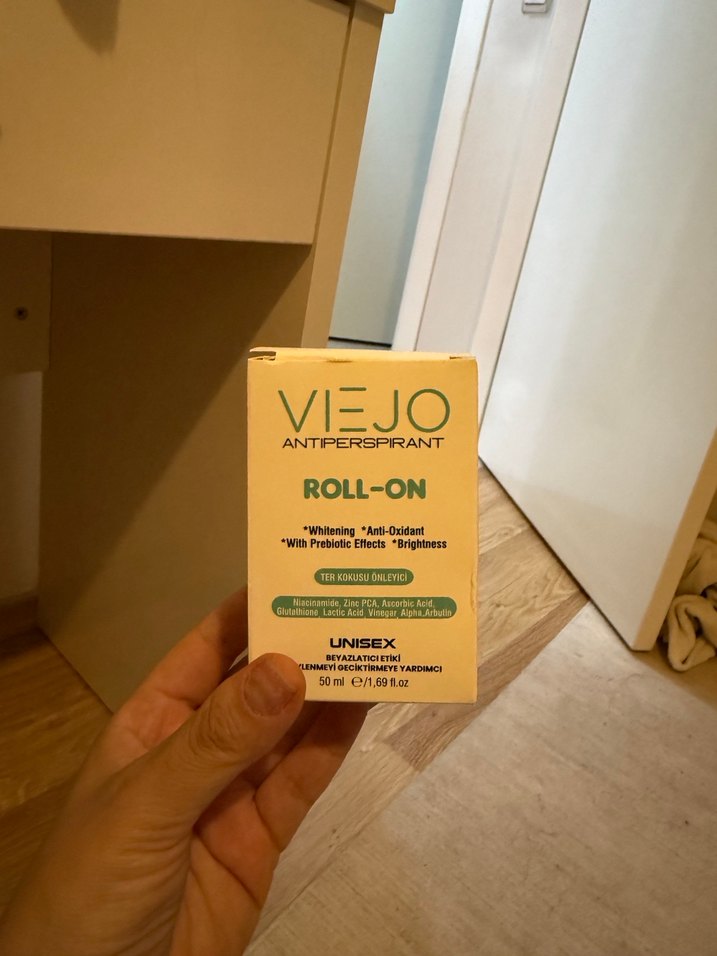 VIEJO
ANTIPERSPIRANT
ROLL-ON
*Whitening *Anti-Oxidant
*With Prebiotic Effects *Brightness
TER KOKUSU ÖNLEYİCİ
Niacinamide, Zinc PCA, Ascorbic Acid,
Glutathione, Lactic Acid, Vinegar, Alpha Arbutin
UNISEX
BEYAZLATICI ETİKİ
GECİKTİRMEYE YARDIMCI
50 ml ℮/1,69 fl.oz